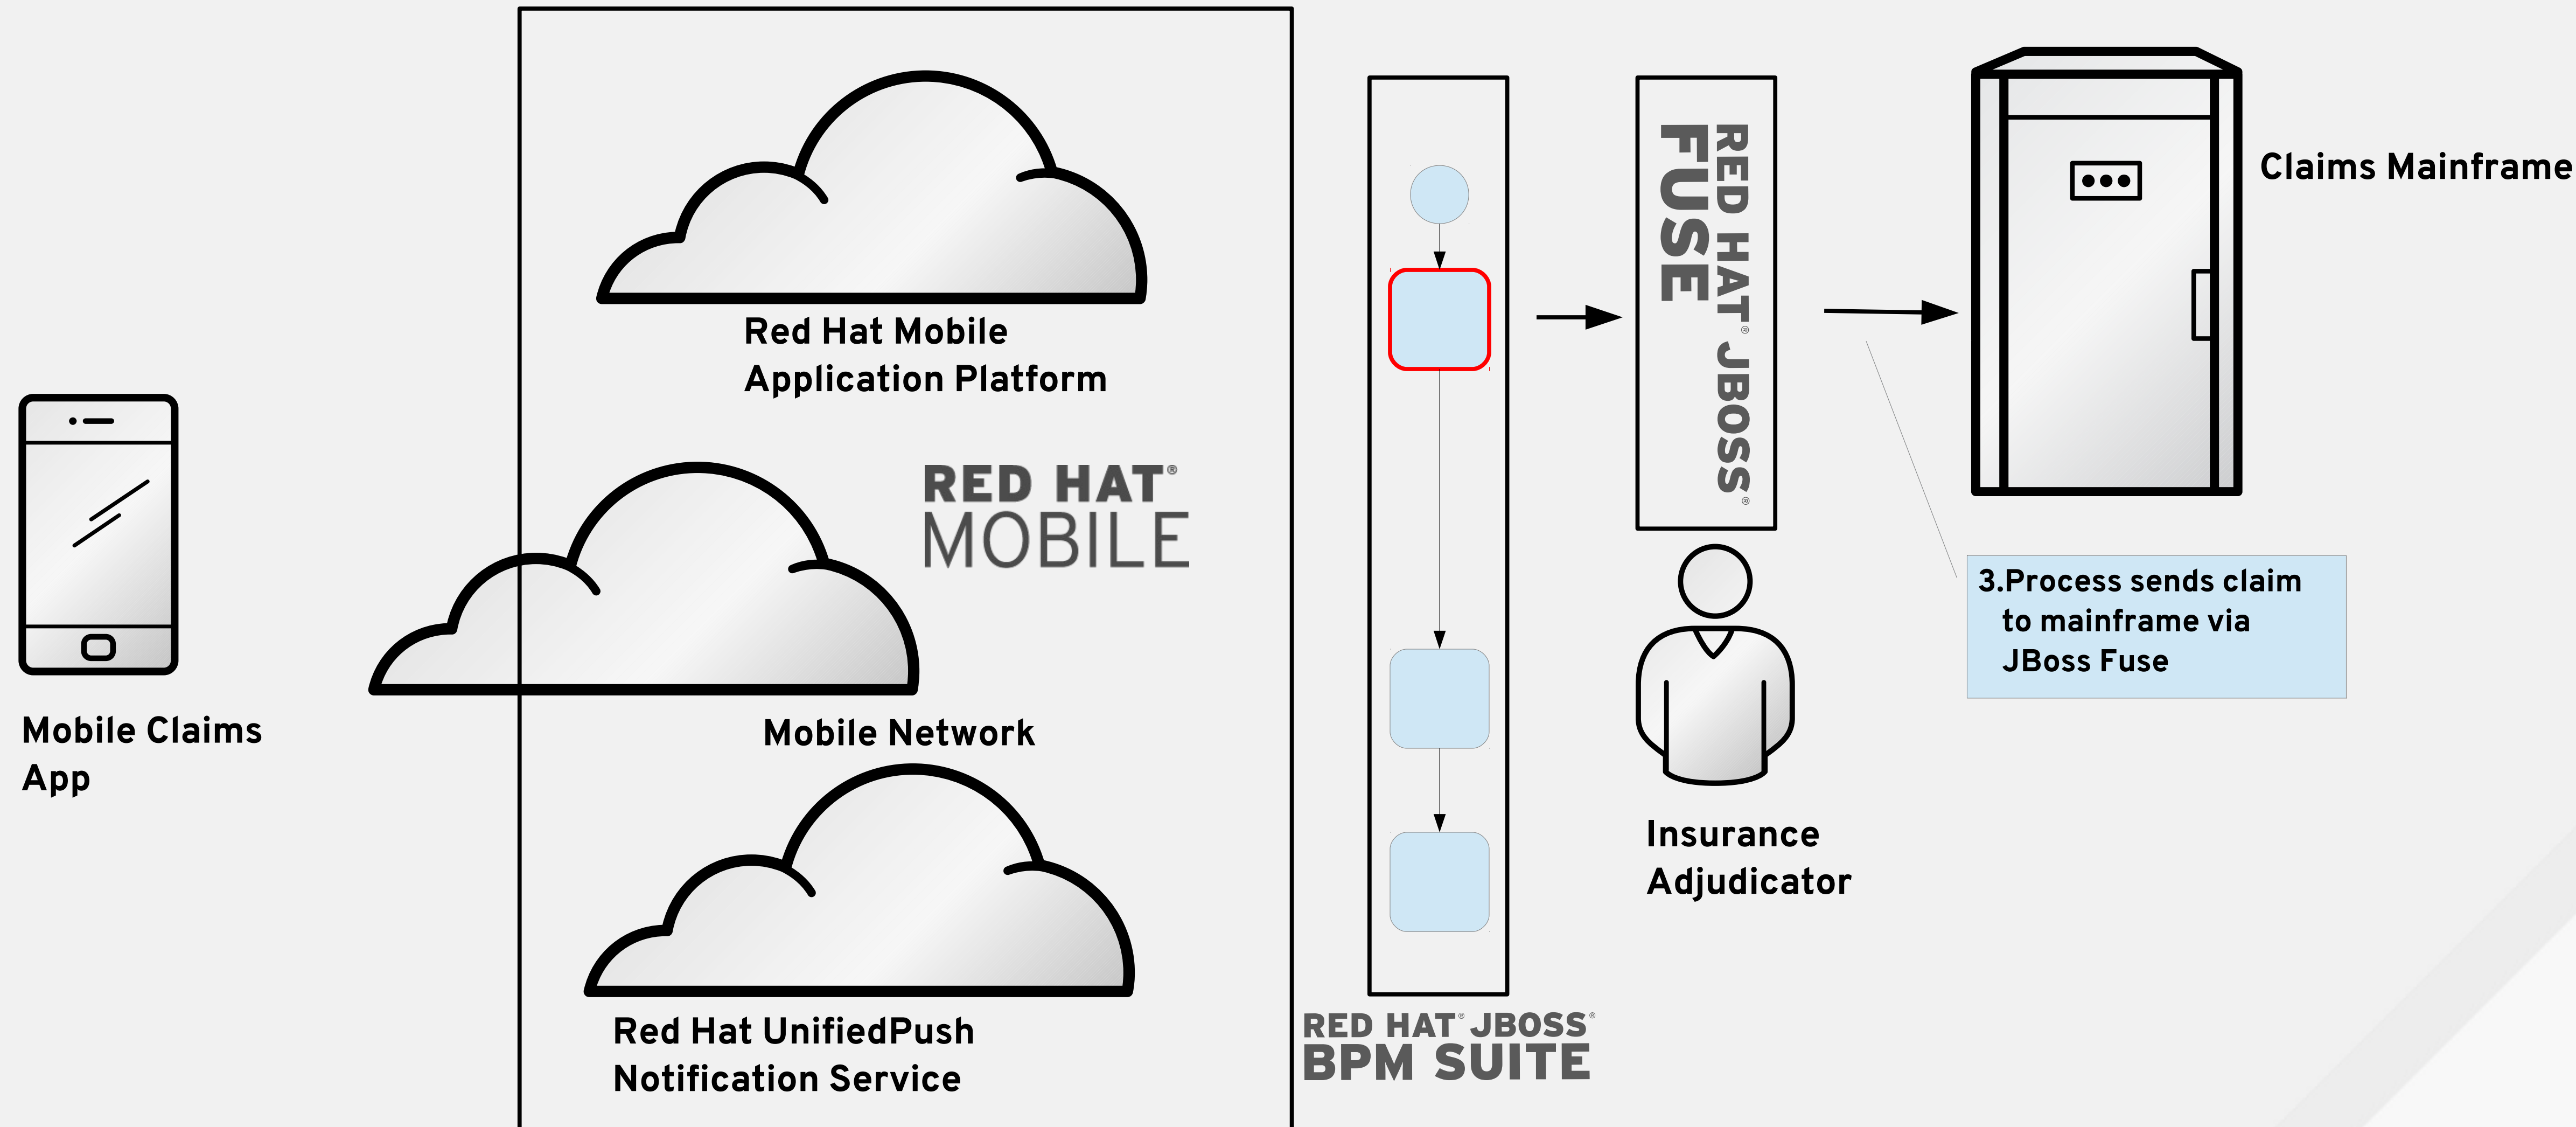 Mobile Claims
App
Red Hat Mobile
Application Platform
RED HAT®
MOBILE
Mobile Network
Red Hat UnifiedPush
Notification Service
RED HAT® JBOSS®
BPM SUITE
RED HAT® JBOSS®
FUSE
Insurance
Adjudicator
Claims Mainframe
3.Process sends claim
to mainframe via
JBoss Fuse